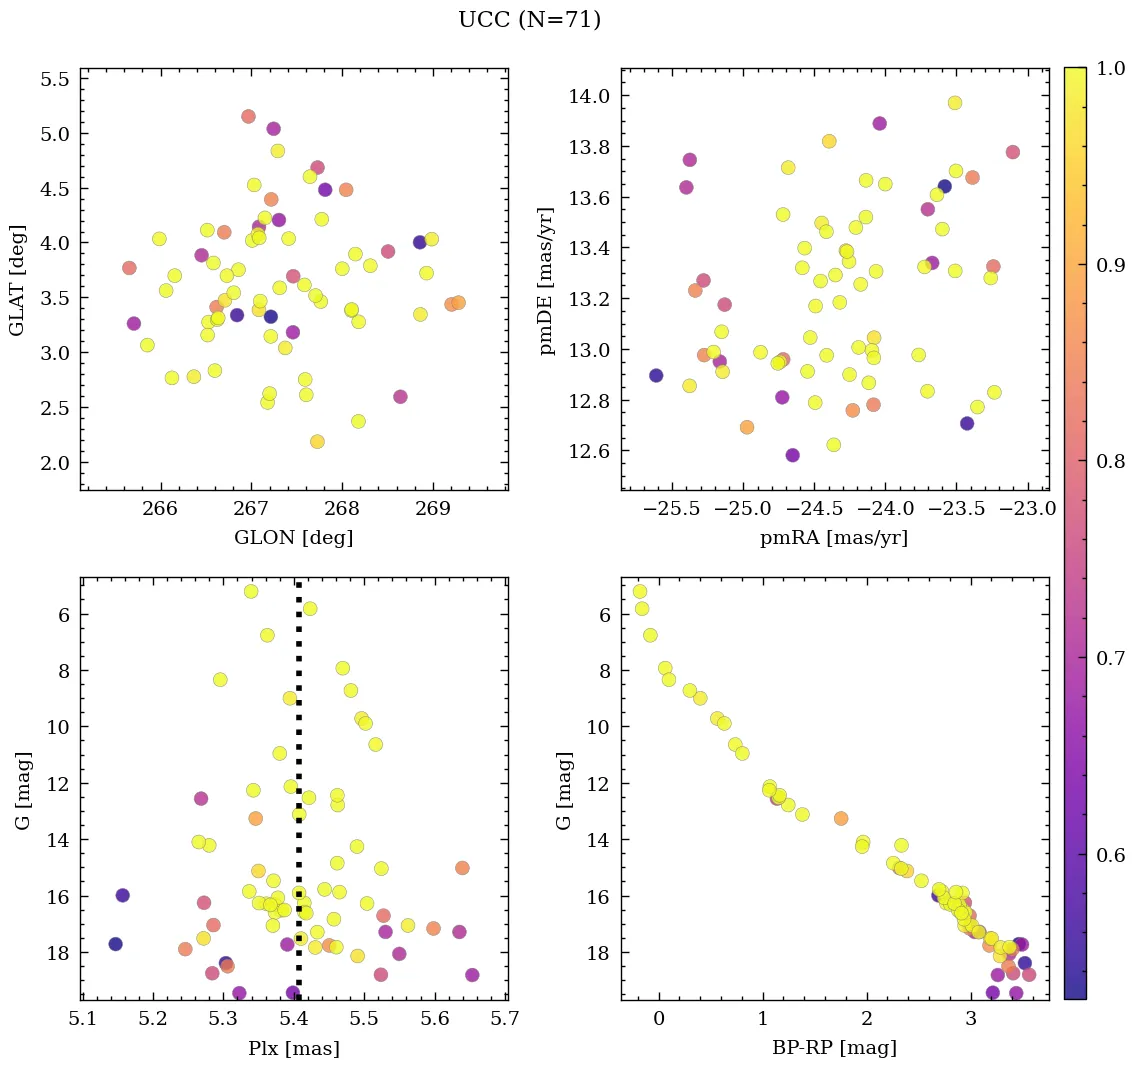 UCC (N=71)
5.5
5.0
4.5
4.0
3.5
3.0
2.5
2.0
GLAT [deg]
266 267 268 269
GLON [deg]
14.0
13.8
13.6
13.4
13.2
13.0
12.8
12.6
pmDE [mas/yr]
−25.5 −25.0 −24.5 −24.0 −23.5 −23.0
pmRA [mas/yr]
1.0
0.9
0.8
0.7
0.6
6
8
10
12
14
16
18
G [mag]
5.1 5.2 5.3 5.4 5.5 5.6 5.7
Plx [mas]
6
8
10
12
14
16
18
G [mag]
0 1 2 3
BP-RP [mag]